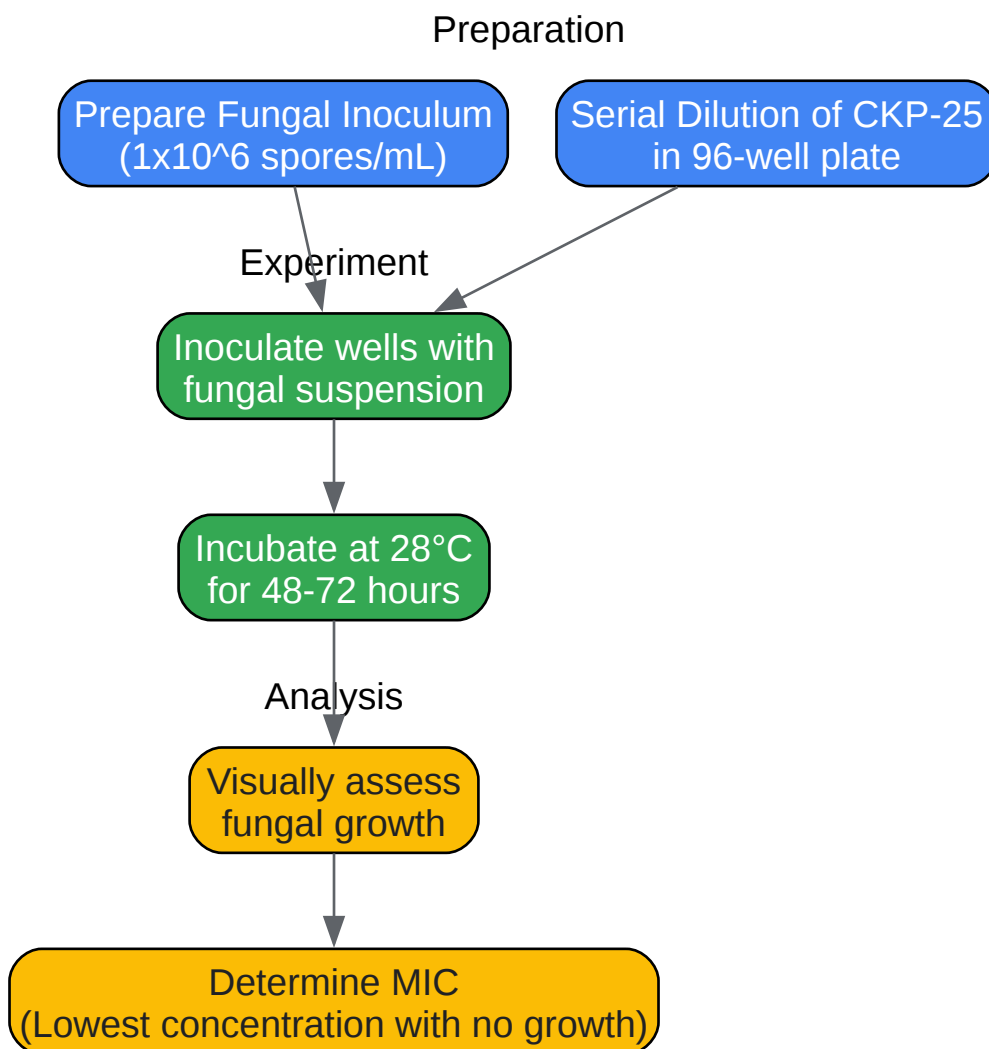 Preparation
Prepare Fungal Inoculum
(1x10^6 spores/mL)
Serial Dilution of CKP-25
in 96-well plate
Experiment
Inoculate wells with
fungal suspension
Incubate at 28°C
for 48-72 hours
Analysis
Visually assess
fungal growth
Determine MIC
(Lowest concentration with no growth)